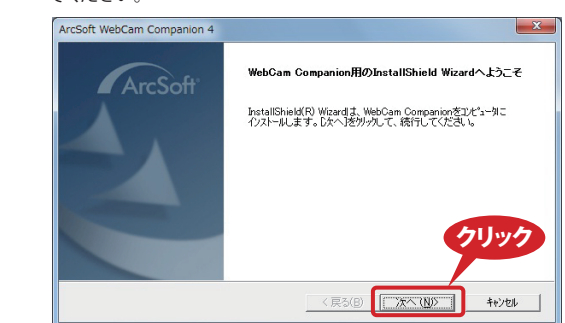 てください。
ArcSoft WebCam Companion 4
ArcSoft
WebCam Companion用のInstallShield Wizardへようこそ
InstallShield(R) Wizardは、WebCam Companionをコンピュータに
インストールします。[次へ]をクリックして、続行してください。
クリック
< 戻る(B)
次へ(N)>
キャンセル